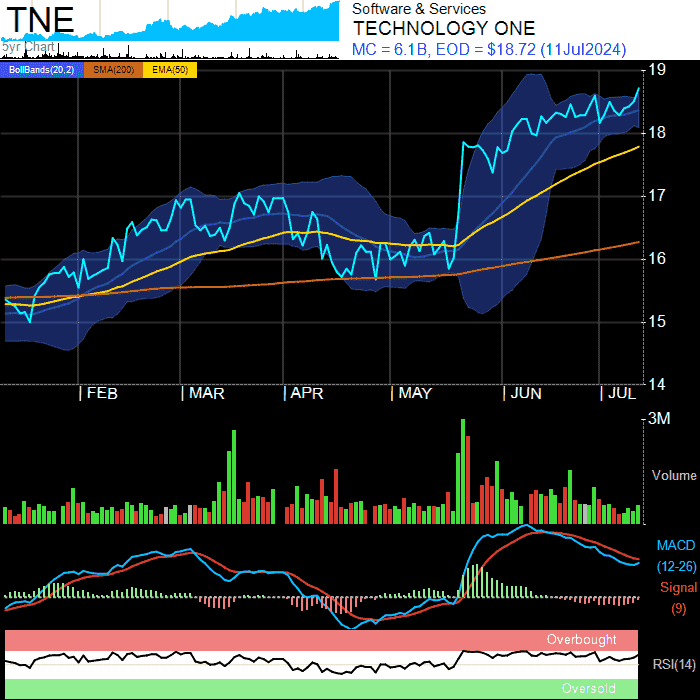 TNE
5yr Chart
Software & Services
TECHNOLOGY ONE
MC = 6.1B, EOD = $18.72 (11Jul2024)
BollBands(20,2) SMA(200) EMA(50)
19
18
17
16
15
14
FEB MAR APR MAY JUN JUL
3M
Volume
MACD
(12-26)
Signal
(9)
Overbought
RSI(14)
Oversold